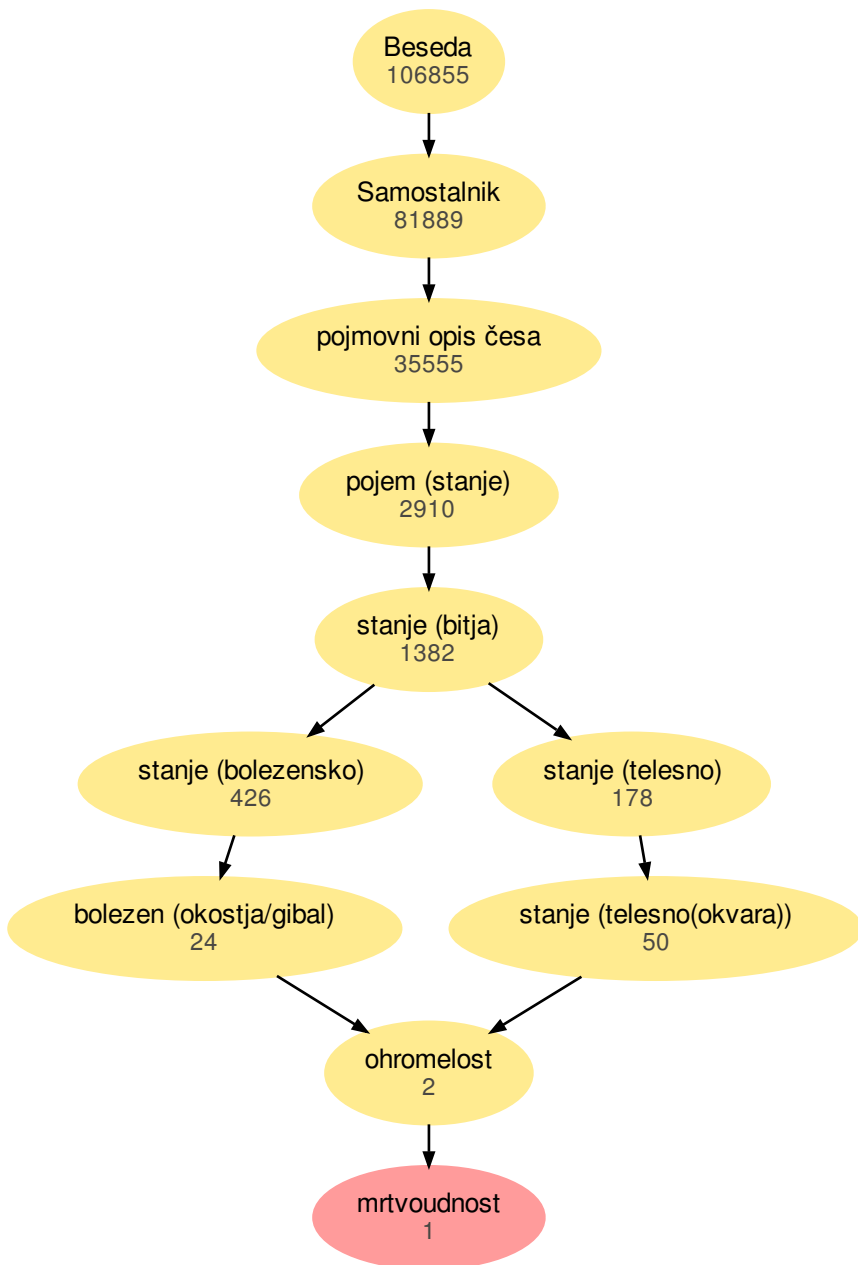 Beseda
106855
Samostalnik
81889
pojmovni opis česa
35555
pojem (stanje)
2910
stanje (bitja)
1382
stanje (bolezensko)
426
stanje (telesno)
178
bolezen (okostja/gibal)
24
stanje (telesno(okvara))
50
ohromelost
2
mrtvoudnost
1